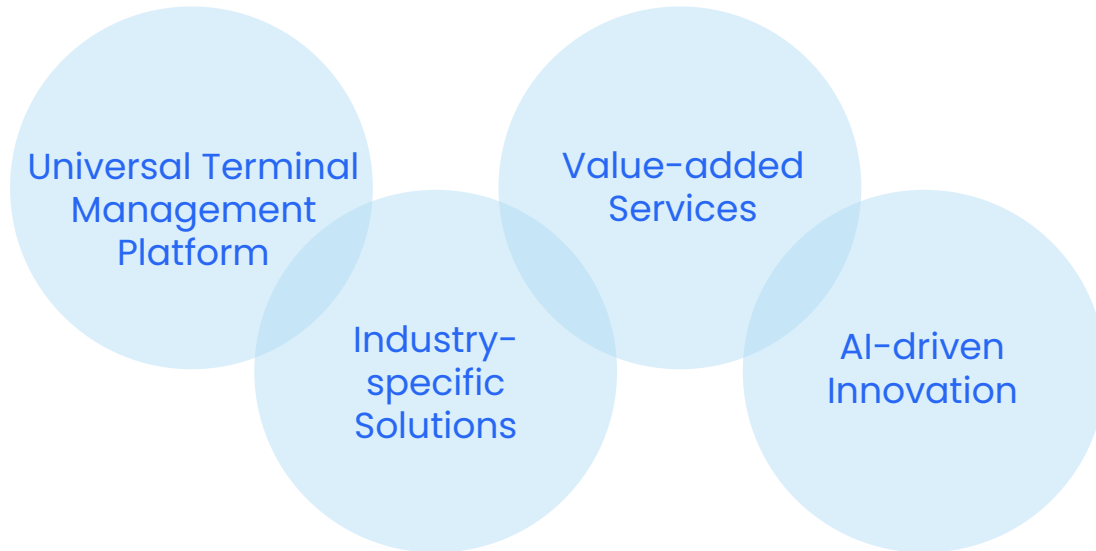 Universal Terminal
Management
Platform
Industry-
specific
Solutions
Value-added
Services
AI-driven
Innovation